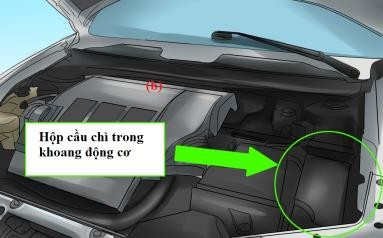 (b)
Hộp cầu chì trong
khoang động cơ